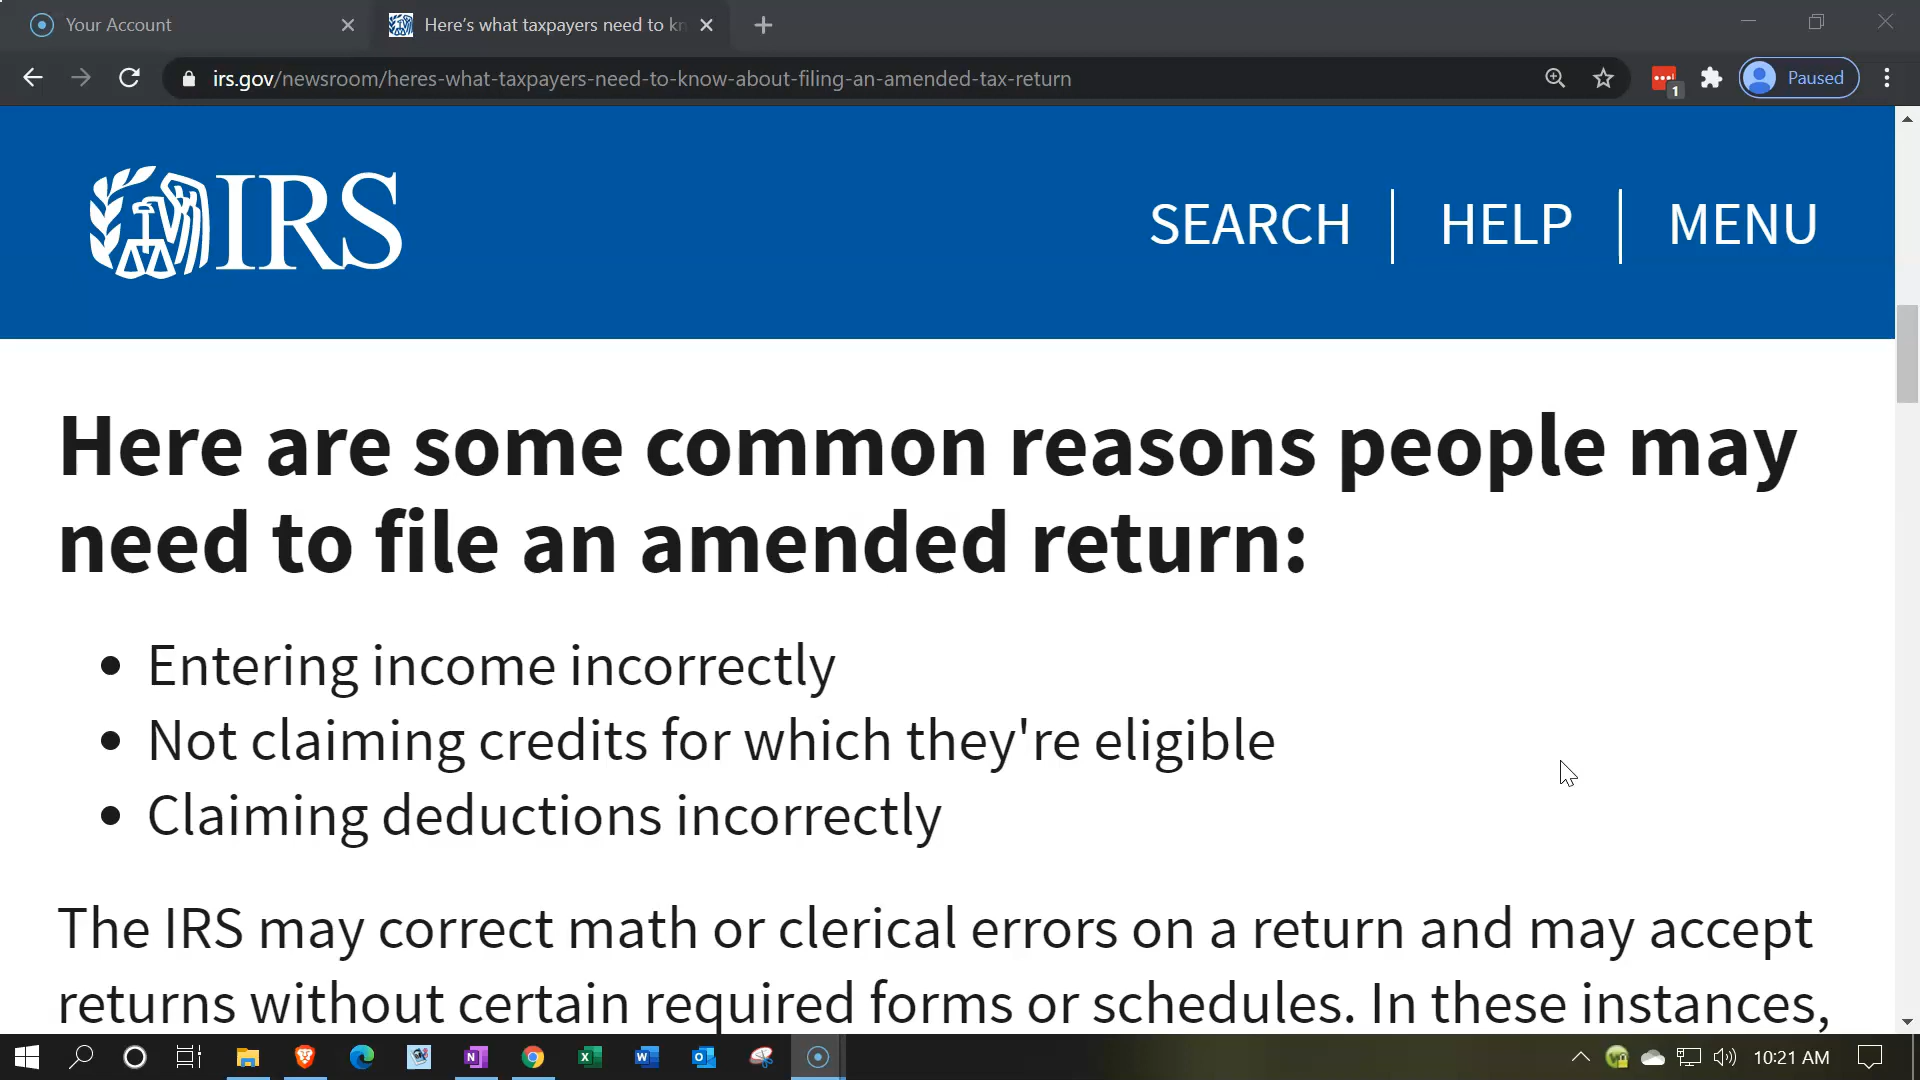 Your Account
Here's what taxpayers need to kn
irs.gov/newsroom/heres-what-taxpayers-need-to-know-about-filing-an-amended-tax-return
1
Paused
IRS
SEARCH
HELP
MENU
Here are some common reasons people may
need to file an amended return:
• Entering income incorrectly
• Not claiming credits for which they're eligible
• Claiming deductions incorrectly
The IRS may correct math or clerical errors on a return and may accept
returns without certain required forms or schedules. In these instances,
10:21 AM